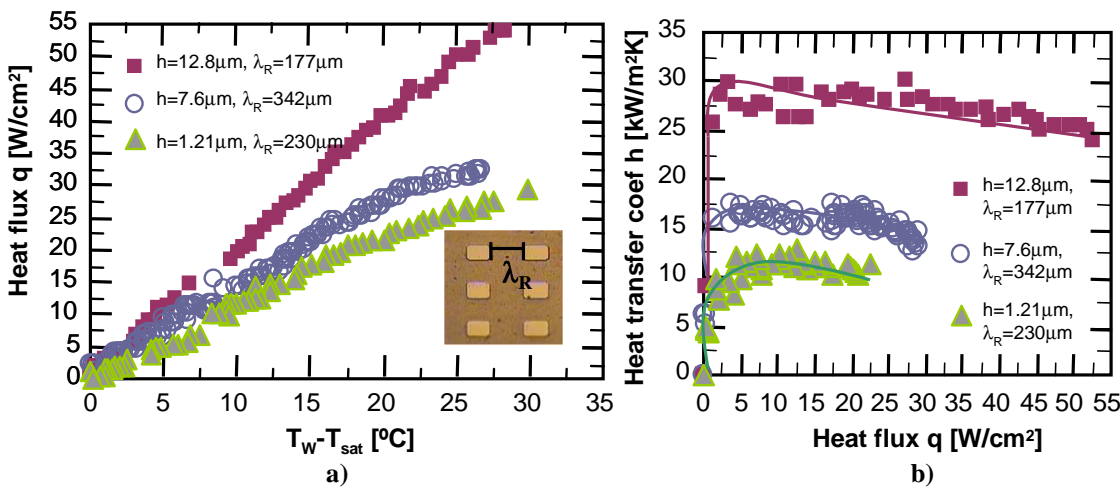 55
50
45
40
35
30
25
20
15
10
5
0
Heat flux q [W/cm²]
h=12.8μm, λR=177μm
h=7.6μm, λR=342μm
h=1.21μm, λR=230μm
λR
0 5 10 15 20 25 30 35
TW-Tsat [ºC]
a)
35
30
25
20
15
10
5
0
Heat transfer coef h [kW/m²K]
h=12.8μm,
λR=177μm
h=7.6μm,
λR=342μm
h=1.21μm,
λR=230μm
0 5 10 15 20 25 30 35 40 45 50 55
Heat flux q [W/cm²]
b)